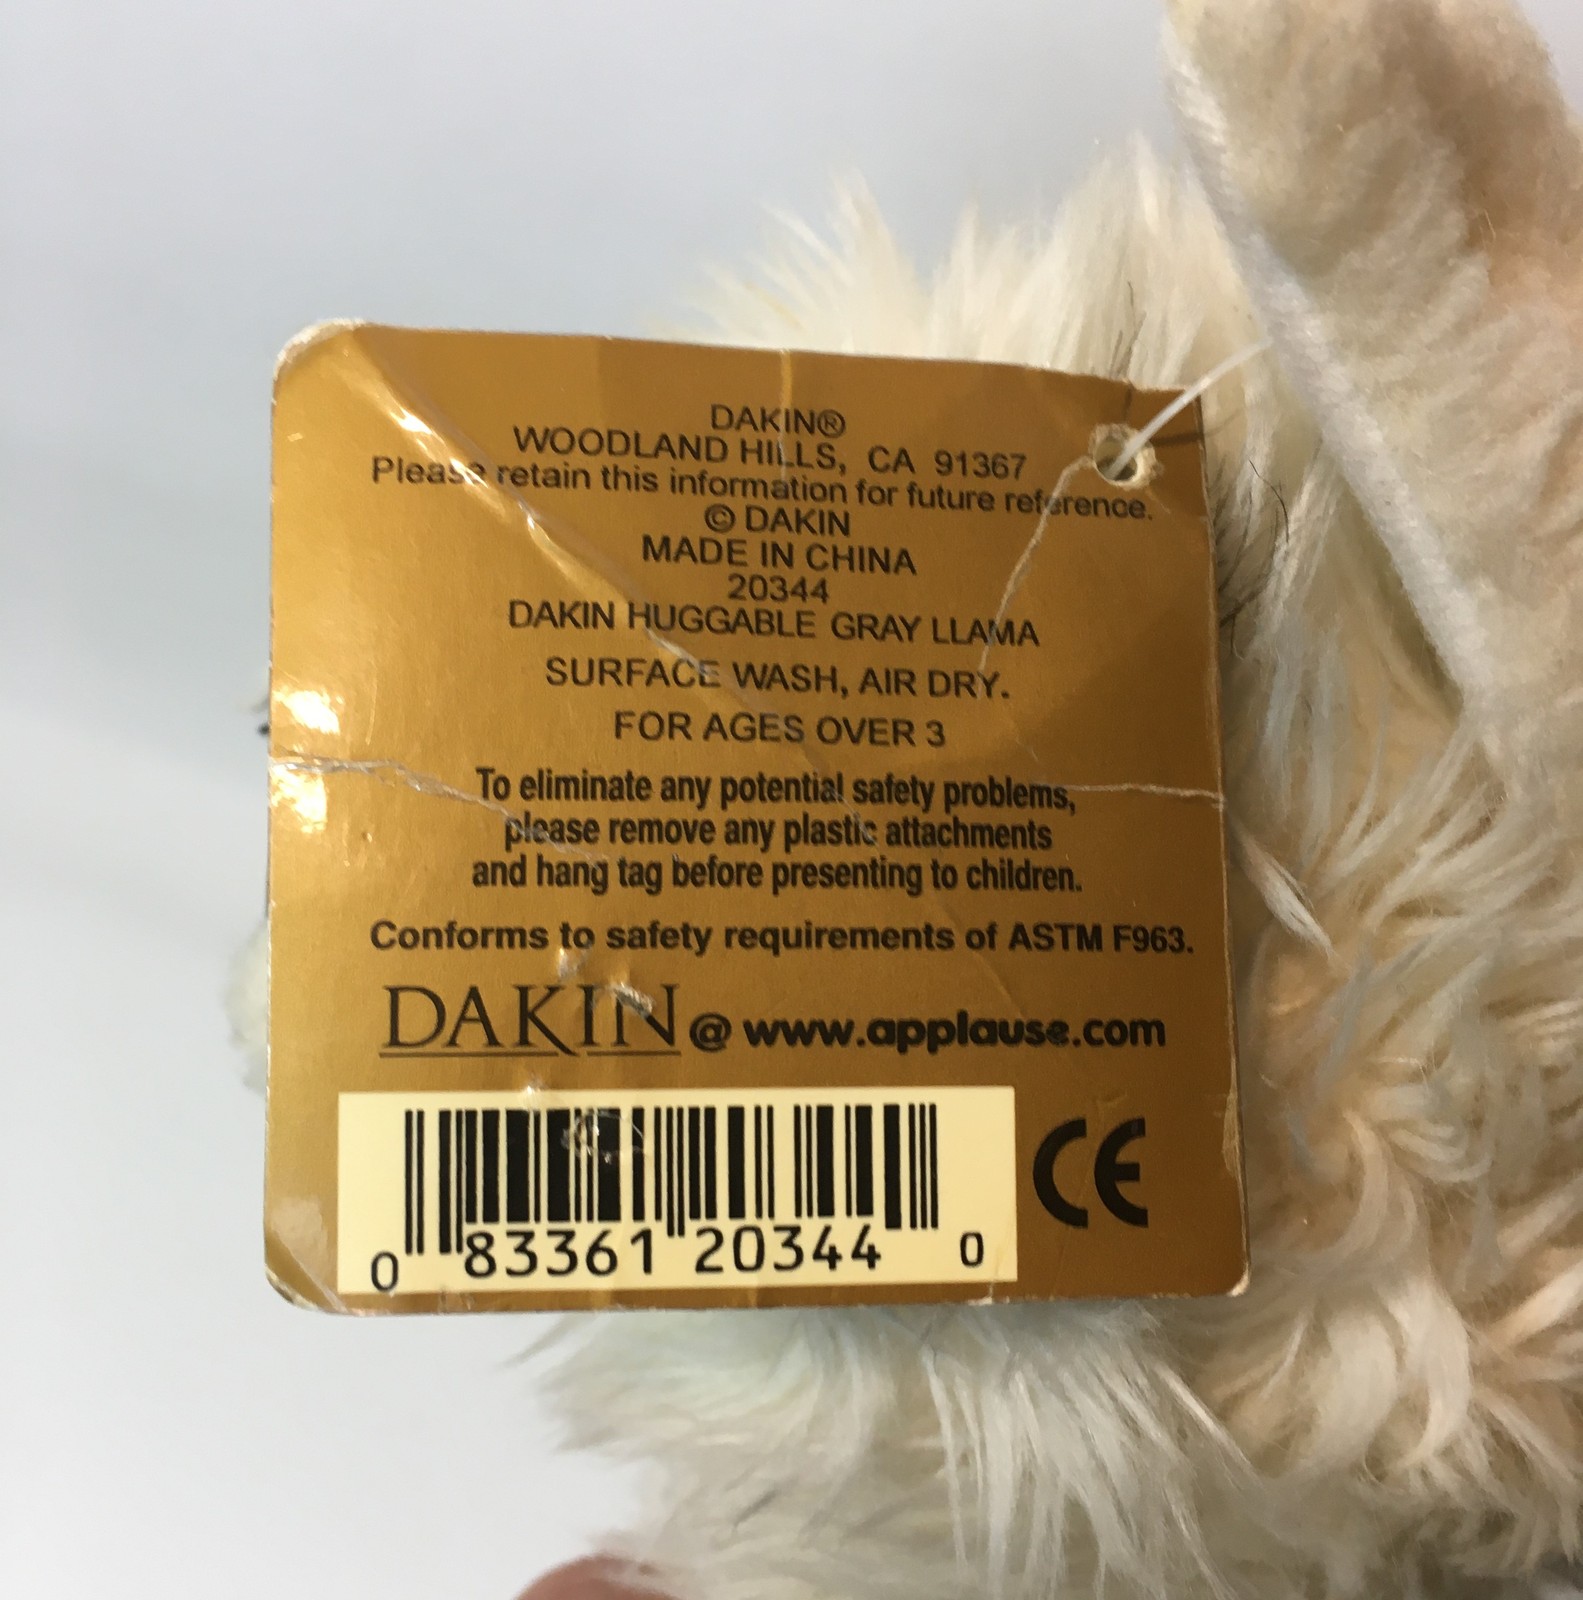 DAKIN®
WOODLAND HILLS, CA 91367
Please retain this information for future reference.
© DAKIN
MADE IN CHINA
20344
DAKIN HUGGABLE GRAY LLAMA
SURFACE WASH, AIR DRY.
FOR AGES OVER 3
To eliminate any potential safety problems,
please remove any plastic attachments
and hang tag before presenting to children.
Conforms to safety requirements of ASTM F963.
DAKIN @ www.applause.com
CE
0 83361 20344 0